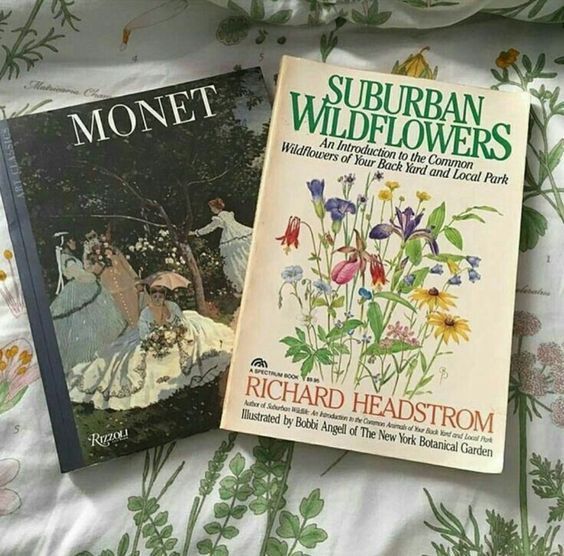 Matricaria Cham
MONET
RIZZOLI
SUBURBAN
WILDFLOWERS
An Introduction to the Common
Wildflowers of Your Back Yard and Local Park
A SPECTRUM BOOK
$9.95
RICHARD HEADSTROM
Author of Suburban Wildlife: An Introduction to the Common Animals of Your Back Yard and Local Park
Illustrated by Bobbi Angell of The New York Botanical Garden